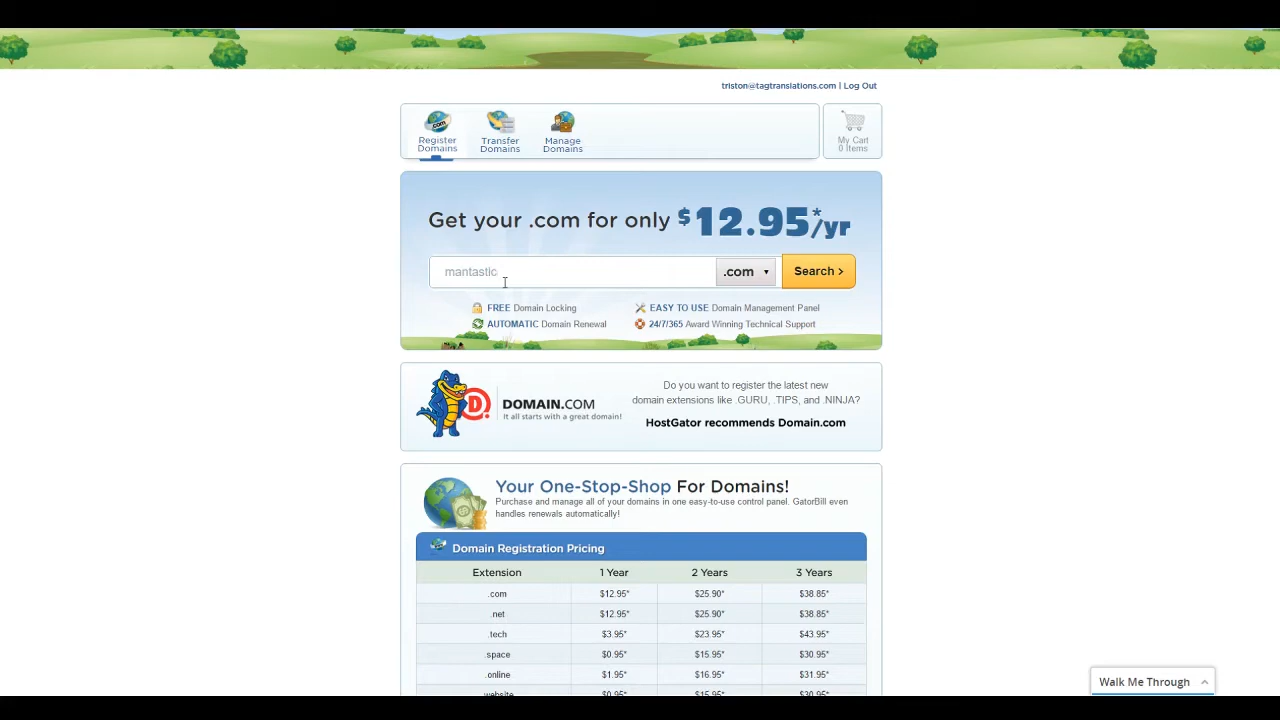 triston@tagtranslations.com | Log Out
Register Domains
Transfer Domains
Manage Domains
My Cart
0 Items
Get your .com for only $12.95*/yr
mantastic
.com
Search >
FREE Domain Locking
EASY TO USE Domain Management Panel
AUTOMATIC Domain Renewal
24/7/365 Award Winning Technical Support
D.
DOMAIN.COM
It all starts with a great domain!
Do you want to register the latest new
domain extensions like .GURU, .TIPS, and .NINJA?
HostGator recommends Domain.com
Your One-Stop-Shop For Domains!
Purchase and manage all of your domains in one easy-to-use control panel. GatorBill even
handles renewals automatically!
Domain Registration Pricing
Extension 1 Year 2 Years 3 Years
.com $12.95* $25.90* $38.85*
.net $12.95* $25.90* $38.85*
.tech $3.95* $23.95* $43.95*
.space $0.95* $15.95* $30.95*
.online $1.95* $16.95* $31.95*
website $0.95* $15.95* $30.95*
Walk Me Through